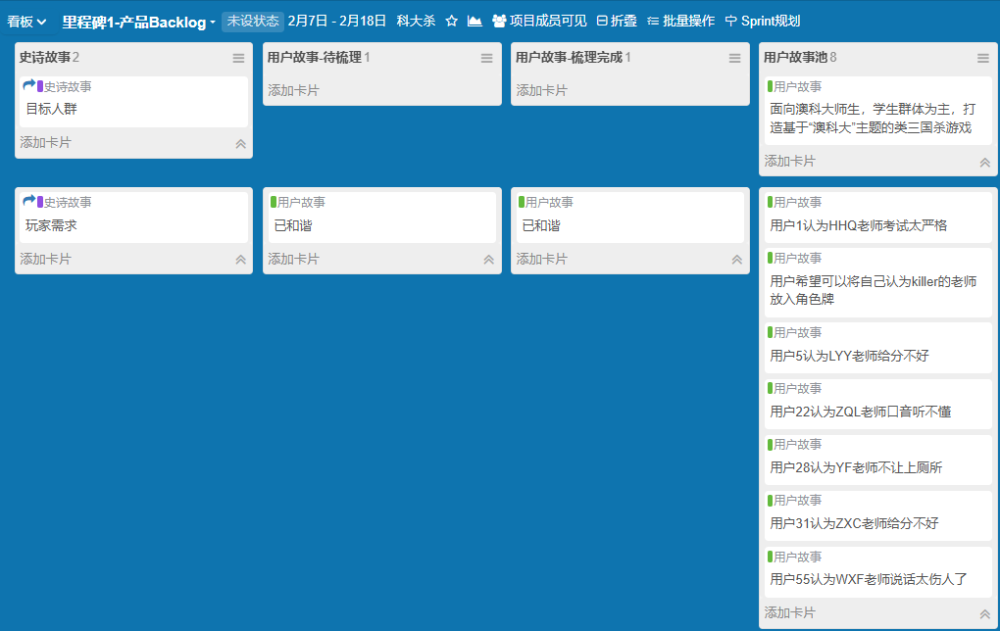 看板 里程碑1-产品Backlog 未设状态 2月7日 - 2月18日 科大杀 项目成员可见 折叠 批量操作 Sprint规划
史诗故事 2
史诗故事
目标人群
添加卡片
用户故事-待梳理 1
添加卡片
用户故事-梳理完成 1
添加卡片
用户故事池 8
用户故事
面向澳科大师生，学生群体为主，打
造基于“澳科大”主题的类三国杀游戏
添加卡片
史诗故事
玩家需求
添加卡片
用户故事
已和谐
添加卡片
用户故事
已和谐
添加卡片
用户故事
用户1认为HHQ老师考试太严格
用户故事
用户希望可以将自己认为killer的老师
放入角色牌
用户故事
用户5认为LYY老师给分不好
用户故事
用户22认为ZQL老师口音听不懂
用户故事
用户28认为YF老师不让上厕所
用户故事
用户31认为ZXC老师给分不好
用户故事
用户55认为WXF老师说话太伤人了
添加卡片